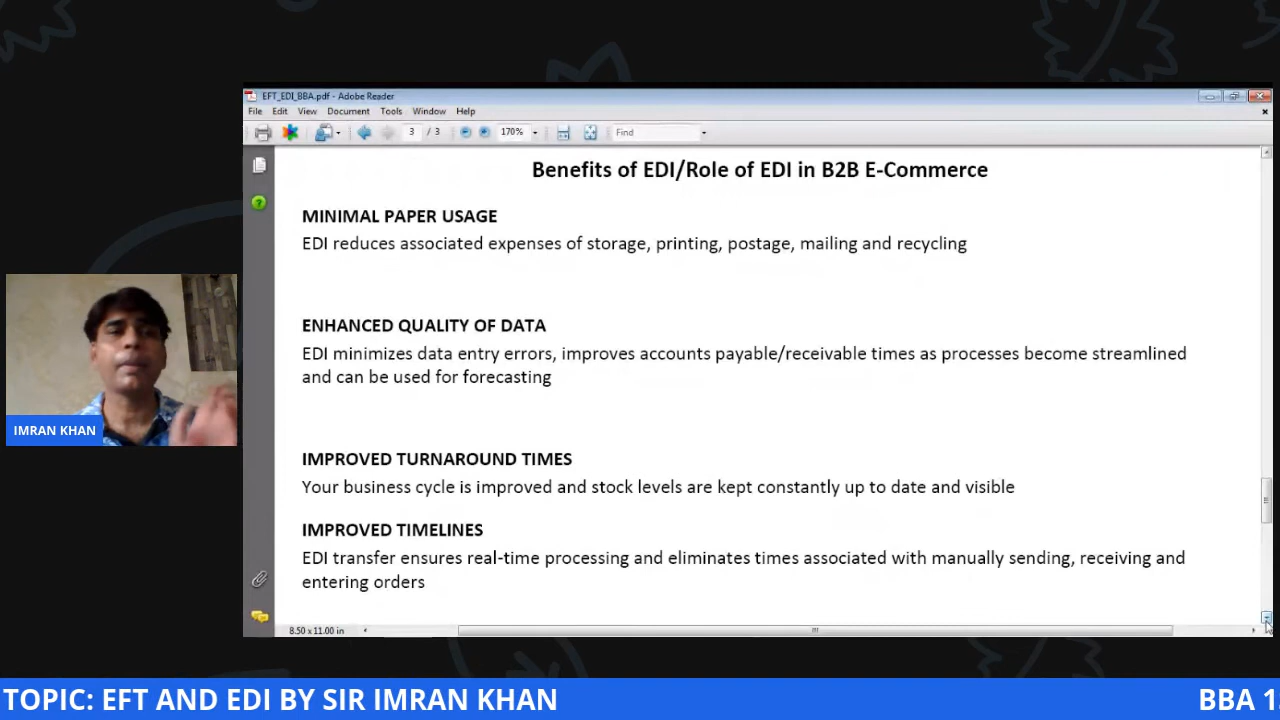 EFT_EDI_BBA.pdf - Adobe Reader
File Edit View Document Tools Window Help
3 / 3 170% Find
Benefits of EDI/Role of EDI in B2B E-Commerce
MINIMAL PAPER USAGE
EDI reduces associated expenses of storage, printing, postage, mailing and recycling
ENHANCED QUALITY OF DATA
EDI minimizes data entry errors, improves accounts payable/receivable times as processes become streamlined
and can be used for forecasting
IMRAN KHAN
IMPROVED TURNAROUND TIMES
Your business cycle is improved and stock levels are kept constantly up to date and visible
IMPROVED TIMELINES
EDI transfer ensures real-time processing and eliminates times associated with manually sending, receiving and
entering orders
8.50 x 11.00 in
TOPIC: EFT AND EDI BY SIR IMRAN KHAN
BBA 1